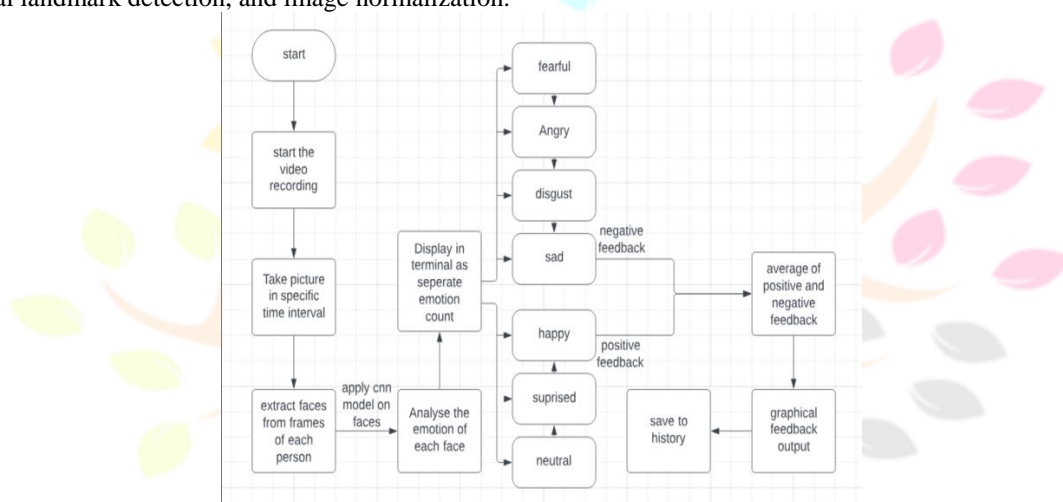 landmark detection, and image normalization.
start
start the
video
recording
Take picture
in specific
time interval
extract faces
from frames
of each
person
apply cnn
model on
faces
Analyse the
emotion of
each face
Display in
terminal as
seperate
emotion
count
fearful
Angry
disgust
sad
negative
feedback
happy
positive
feedback
suprised
neutral
average of
positive and
negative
feedback
graphical
feedback
output
save to
history